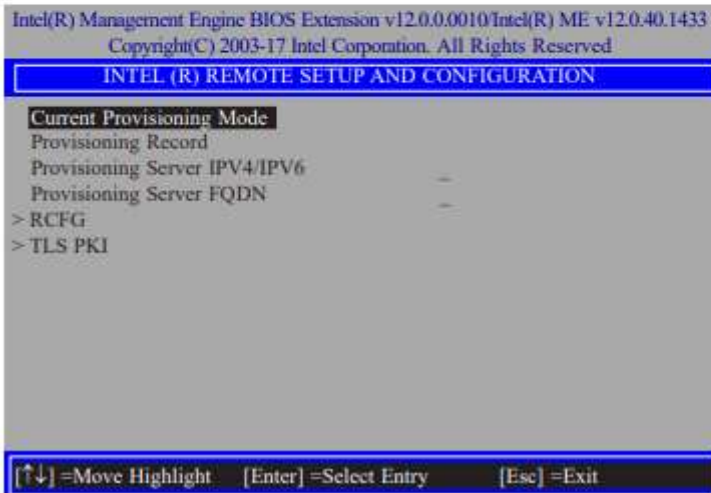 Intel(R) Management Engine BIOS Extension v12.0.0.0010/Intel(R) ME v12.0.40.1433
Copyright(C) 2003-17 Intel Corporation. All Rights Reserved
INTEL (R) REMOTE SETUP AND CONFIGURATION
Current Provisioning Mode
Provisioning Record
Provisioning Server IPV4/IPV6 _
Provisioning Server FQDN _
> RCFG
> TLS PKI
[↑↓] =Move Highlight [Enter] =Select Entry [Esc] =Exit